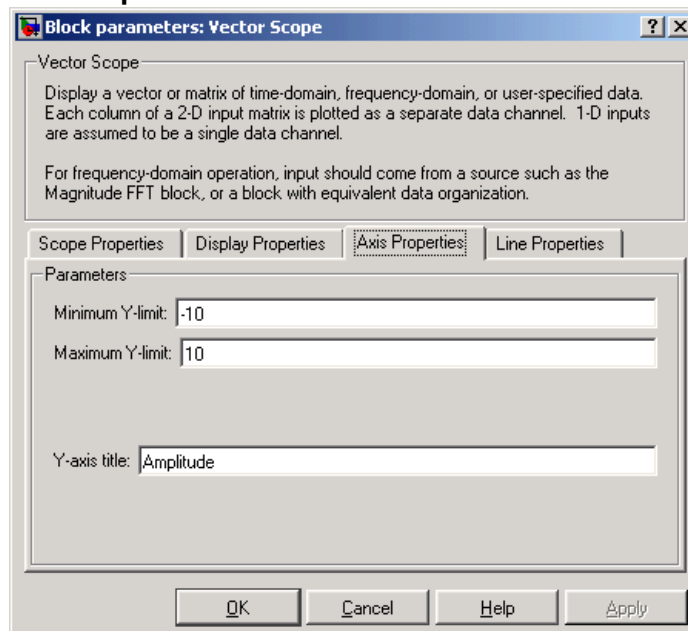 Block parameters: Vector Scope
Vector Scope
Display a vector or matrix of time-domain, frequency-domain, or user-specified data.
Each column of a 2-D input matrix is plotted as a separate data channel. 1-D inputs
are assumed to be a single data channel.
For frequency-domain operation, input should come from a source such as the
Magnitude FFT block, or a block with equivalent data organization.
Scope Properties Display Properties Axis Properties Line Properties
Parameters
Minimum Y-limit: -10
Maximum Y-limit: 10
Y-axis title: Amplitude
OK Cancel Help Apply